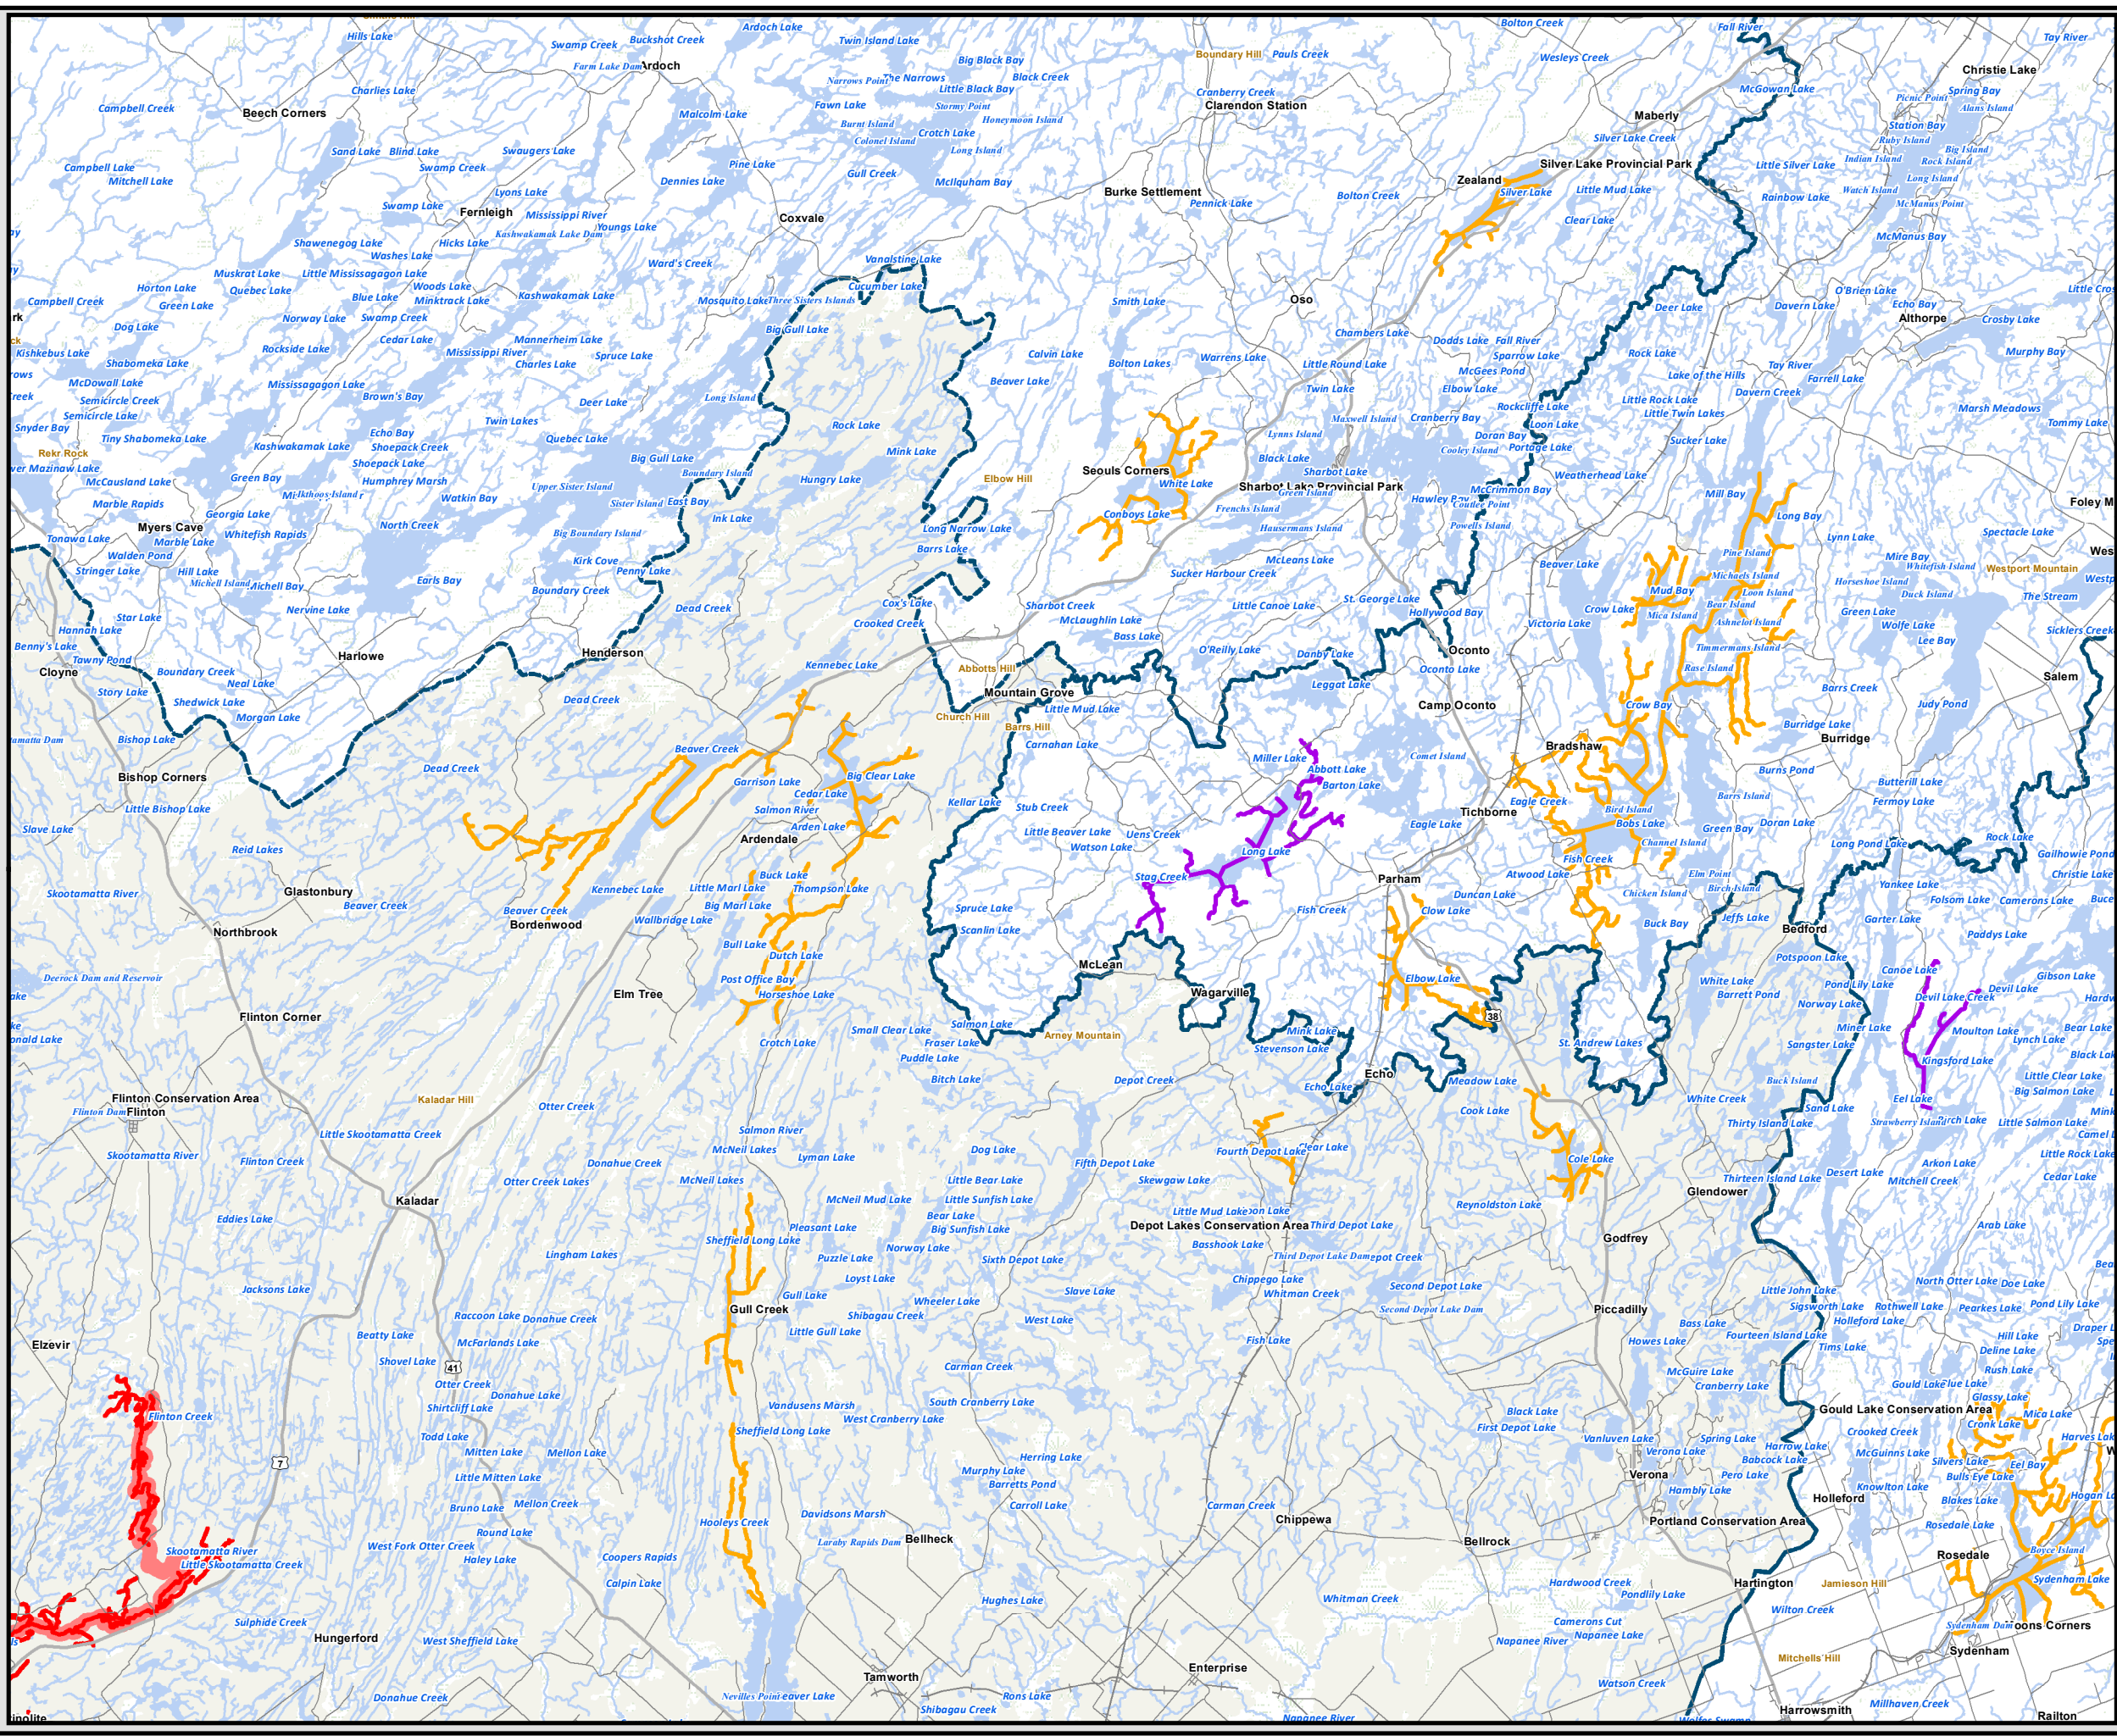 Hills Lake
Swamp Creek
Buckshot Creek
Ardoch Lake
Twin Island Lake
Bolton Creek
Fall River
Tay River
Farm Lake Dam
Ardoch
Big Black Bay
Boundary Hill
Pauls Creek
Wesleys Creek
Christie Lake
Charlies Lake
Narrows Point
The Narrows
Black Creek
Little Black Bay
Cranberry Creek
McGowan Lake
Spring Bay
Picnic Point
Alans Island
Campbell Creek
Beech Corners
Malcolm Lake
Fawn Lake
Stormy Point
Honeymoon Island
Clarendon Station
Maberly
Burnt Island
Crotch Lake
Colonel Island
Long Island
Silver Lake Creek
Station Bay
Ruby Island
Big Island
Sand Lake
Blind Lake
Swaugers Lake
Pine Lake
Silver Lake Provincial Park
Little Silver Lake
Indian Island
Rock Island
Campbell Lake
Mitchell Lake
Swamp Creek
Dennies Lake
Gull Creek
McIlquham Bay
Zealand
Long Island
Lyons Lake
Burke Settlement
Bolton Creek
Silver Lake
Little Mud Lake
Rainbow Lake
Watch Island
McManus Point
Swamp Lake
Fernleigh
Mississippi River
Coxvale
Pennick Lake
Clear Lake
Kashwakamak Lake Dam
Youngs Lake
Shawenegog Lake
Hicks Lake
McManus Bay
Washes Lake
Ward's Creek
Vanalstine Lake
Muskrat Lake
Little Mississagagon Lake
Cucumber Lake
Horton Lake
Quebec Lake
Woods Lake
Campbell Creek
Green Lake
Blue Lake
Minktrack Lake
Kashwakamak Lake
Mosquito Lake
Three Sisters Islands
Smith Lake
Oso
Deer Lake
Davern Lake
O'Brien Lake
Echo Bay
Dog Lake
Norway Lake
Swamp Creek
Big Gull Lake
Chambers Lake
Althorpe
Crosby Lake
Kishkebus Lake
Rockside Lake
Cedar Lake
Mannerheim Lake
Mississippi River
Spruce Lake
Charles Lake
Calvin Lake
Warrens Lake
Dodds Lake
Fall River
Sparrow Lake
Rock Lake
Murphy Bay
Shabomeka Lake
Bolton Lakes
Little Round Lake
McGees Pond
Lake of the Hills
Tay River
Farrell Lake
McDowall Lake
Mississagagon Lake
Beaver Lake
Twin Lake
Elbow Lake
Davern Creek
Semicircle Creek
Brown's Bay
Deer Lake
Long Island
Little Rock Lake
Semicircle Lake
Rockcliffe Lake
Little Twin Lakes
Marsh Meadows
Snyder Bay
Twin Lakes
Rock Lake
Maxwell Island
Cranberry Bay
Loon Lake
Tommy Lake
Tiny Shabomeka Lake
Echo Bay
Quebec Lake
Lynns Island
Doran Bay
Sucker Lake
Rekr Rock
Kashwakamak Lake
Shoepack Creek
Mink Lake
Cooley Island
Portage Lake
Shoepack Lake
Big Gull Lake
Seouls Corners
Black Lake
Sharbot Lake
McCausland Lake
Green Bay
Humphrey Marsh
Boundary Island
Hungry Lake
Elbow Hill
White Lake
Sharbot Lake Provincial Park
Weatherhead Lake
Upper Sister Island
Green Island
McCrimmon Bay
Mill Bay
Marble Rapids
Watkin Bay
Sister Island
East Bay
Coutlee Point
Foley M
Georgia Lake
Ink Lake
Conboys Lake
Frenchs Island
Long Bay
Myers Cave
North Creek
Long Narrow Lake
Hausermans Island
Powells Island
Whitefish Rapids
Big Boundary Island
Spectacle Lake
Tonawa Lake
Marble Lake
Barrs Lake
Lynn Lake
Walden Pond
Kirk Cove
McLeans Lake
Beaver Lake
Pine Island
Mire Bay
Stringer Lake
Hill Lake
Penny Lake
Sucker Harbour Creek
Michaels Island
Whitefish Island
Westport Mountain
Michell Island
Michell Bay
Earls Bay
Boundary Creek
Mud Bay
Loon Island
Horseshoe Island
Duck Island
The Stream
Nervine Lake
Dead Creek
Cox's Lake
Sharbot Creek
Little Canoe Lake
St. George Lake
Hollywood Bay
Crow Lake
Mica Island
Bear Island
Green Lake
Star Lake
Crooked Creek
McLaughlin Lake
Victoria Lake
Ashnelot Island
Wolfe Lake
Hannah Lake
Bass Lake
Lee Bay
Sicklers Creek
Benny's Lake
Harlowe
Henderson
O'Reilly Lake
Danby Lake
Oconto
Timmermans Island
Tawny Pond
Cloyne
Boundary Creek
Kennebec Lake
Abbotts Hill
Oconto Lake
Rase Island
Salem
Story Lake
Neal Lake
Mountain Grove
Leggat Lake
Barrs Creek
Shedwick Lake
Dead Creek
Little Mud Lake
Camp Oconto
Crow Bay
Judy Pond
Morgan Lake
Church Hill
Barrs Hill
Burridge Lake
Bishop Lake
Beaver Creek
Carnahan Lake
Bradshaw
Burridge
Bishop Corners
Dead Creek
Big Clear Lake
Miller Lake
Abbott Lake
Comet Island
Burns Pond
Garrison Lake
Barton Lake
Butterill Lake
Little Bishop Lake
Cedar Lake
Kellar Lake
Stub Creek
Eagle Creek
Barrs Island
Fermoy Lake
Salmon River
Tichborne
Bird Island
Slave Lake
Arden Lake
Little Beaver Lake
Uens Creek
Eagle Lake
Bobs Lake
Green Bay
Doran Lake
Reid Lakes
Ardendale
Watson Lake
Long Lake
Channel Island
Long Pond Lake
Rock Lake
Fish Creek
Gailhowie Pond
Skootamatta River
Glastonbury
Kennebec Lake
Buck Lake
Little Marl Lake
Thompson Lake
Stag Creek
Parham
Atwood Lake
Elm Point
Birch Island
Yankee Lake
Christie Lake
Beaver Creek
Beaver Creek
Big Marl Lake
Spruce Lake
Fish Creek
Duncan Lake
Chicken Island
Folsom Lake
Camerons Lake
Bordenwood
Wallbridge Lake
Clow Lake
Buck Bay
Jeffs Lake
Garter Lake
Northbrook
Scanlin Lake
Bedford
Paddys Lake
Bull Lake
Dutch Lake
McLean
Potspoon Lake
Canoe Lake
Gibson Lake
Deerock Dam and Reservoir
Post Office Bay
Elbow Lake
White Lake
Pond Lily Lake
Devil Lake
Elm Tree
Horseshoe Lake
Wagarville
Barrett Pond
Norway Lake
Devil Lake Creek
Flinton Corner
Small Clear Lake
Salmon Lake
Arney Mountain
38
Miner Lake
Moulton Lake
Bear Lake
Crotch Lake
Fraser Lake
Mink Lake
Stevenson Lake
St. Andrew Lakes
Sangster Lake
Lynch Lake
Puddle Lake
Kingsford Lake
Bitch Lake
Depot Creek
Echo
Echo Lake
Meadow Lake
Buck Island
Little Clear Lake
Flinton Conservation Area
Kaladar Hill
Otter Creek
Cook Lake
White Creek
Sand Lake
Eel Lake
Big Salmon Lake
Flinton Dam
Flinton
Thirty Island Lake
Strawberry Island
Little Salmon Lake
Little Skootamatta Creek
Salmon River
McNeil Lakes
Dog Lake
Fourth Depot Lake
Clear Lake
Skootamatta River
Flinton Creek
Donahue Creek
Lyman Lake
Fifth Depot Lake
Cole Lake
Arkon Lake
Otter Creek Lakes
McNeil Lakes
Little Bear Lake
Skewgaw Lake
Thirteen Island Lake
Desert Lake
Mitchell Creek
Cedar Lake
Kaladar
McNeil Mud Lake
Little Sunfish Lake
Little Mud Lake
Reynoldston Lake
Glendower
Eddies Lake
Pleasant Lake
Bear Lake
Big Sunfish Lake
Depot Lakes Conservation Area
Third Depot Lake
Arab Lake
Sheffield Long Lake
Norway Lake
Basshook Lake
Godfrey
Lingham Lakes
Puzzle Lake
Sixth Depot Lake
Third Depot Lake Dam
Jacksons Lake
Loyst Lake
Chippego Lake
Second Depot Lake
North Otter Lake
Doe Lake
Gull Lake
Wheeler Lake
Slave Lake
Whitman Creek
Little John Lake
Gull Creek
Second Depot Lake Dam
Piccadilly
Sigsworth Lake
Rothwell Lake
Pearkes Lake
Pond Lily Lake
Raccoon Lake
Donahue Creek
Shibagau Creek
West Lake
Bass Lake
Holleford Lake
Elzevir
Beatty Lake
McFarlands Lake
Little Gull Lake
Fish Lake
Howes Lake
Fourteen Island Lake
Tims Lake
Hill Lake
Deline Lake
Shovel Lake
41
Carman Creek
McGuire Lake
Rush Lake
Otter Creek
Donahue Lake
Cranberry Lake
Gould Lake
Flinton Creek
Shirtcliff Lake
Vandusens Marsh
South Cranberry Lake
Black Lake
Gould Lake Conservation Area
Glassy Lake
West Cranberry Lake
First Depot Lake
Mica Lake
Cronk Lake
Todd Lake
Sheffield Long Lake
Vanluven Lake
Spring Lake
Crooked Creek
Mitten Lake
Mellon Lake
Verona Lake
Harrow Lake
McGuinns Lake
7
Herring Lake
Babcock Lake
Silvers Lake
Eel Bay
Little Mitten Lake
Murphy Lake
Verona
Pero Lake
Bulls Eye Lake
Barretts Pond
Hambly Lake
Knowlton Lake
Bruno Lake
Mellon Creek
Carroll Lake
Carman Creek
Holleford
Blakes Lake
Davidsons Marsh
Chippewa
Portland Conservation Area
Rosedale Lake
Hooleys Creek
Round Lake
Bellheck
Bellrock
Skootamatta River
West Fork Otter Creek
Laraby Rapids Dam
Rosedale
Boyce Island
Little Skootamatta Creek
Haley Lake
Coopers Rapids
Hardwood Creek
Hartington
Jamieson Hill
Sydenham Lake
Calpin Lake
Hughes Lake
Whitman Creek
Pondlily Lake
Wilton Creek
Sulphide Creek
Camerons Cut
Sydenham Dam
Moons Corners
Hungerford
West Sheffield Lake
Napanee River
Napanee Lake
Sydenham
Mitchells Hill
Tamworth
Enterprise
Watson Creek
Donahue Creek
Nevilles Point
Beaver Lake
Rons Lake
Shibagau Creek
Napanee River
Millhaven Creek
Harrowsmith
Railton